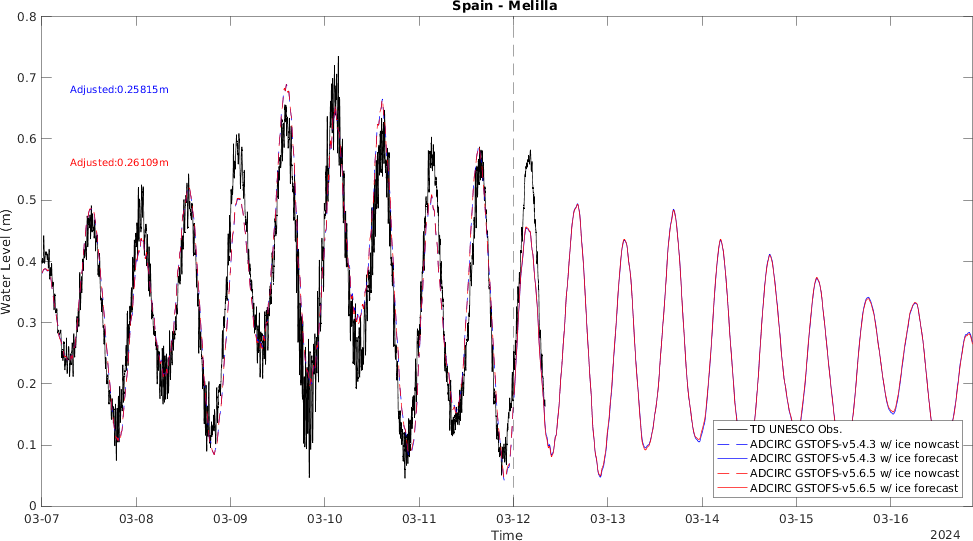 Spain - Melilla
0.8
0.7
0.6
0.5
0.4
0.3
0.2
0.1
0
Water Level (m)
Adjusted:0.25815m
Adjusted:0.26109m
TD UNESCO Obs.
ADCIRC GSTOFS-v5.4.3 w/ ice nowcast
ADCIRC GSTOFS-v5.4.3 w/ ice forecast
ADCIRC GSTOFS-v5.6.5 w/ ice nowcast
ADCIRC GSTOFS-v5.6.5 w/ ice forecast
03-07 03-08 03-09 03-10 03-11 03-12 03-13 03-14 03-15 03-16
Time
2024